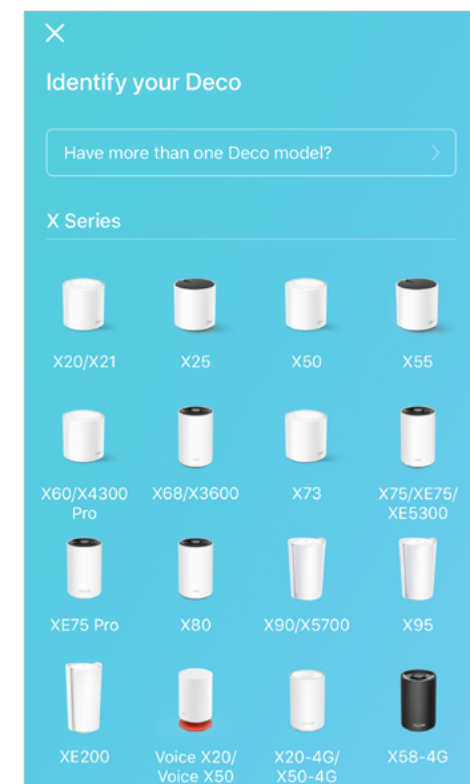 Identify your Deco
Have more than one Deco model?
X Series
X20/X21
X25
X50
X55
X60/X4300
Pro
X68/X3600
X73
X75/XE75/
XE5300
XE75 Pro
X80
X90/X5700
X95
XE200
Voice X20/
Voice X50
X20-4G/
X50-4G
X58-4G